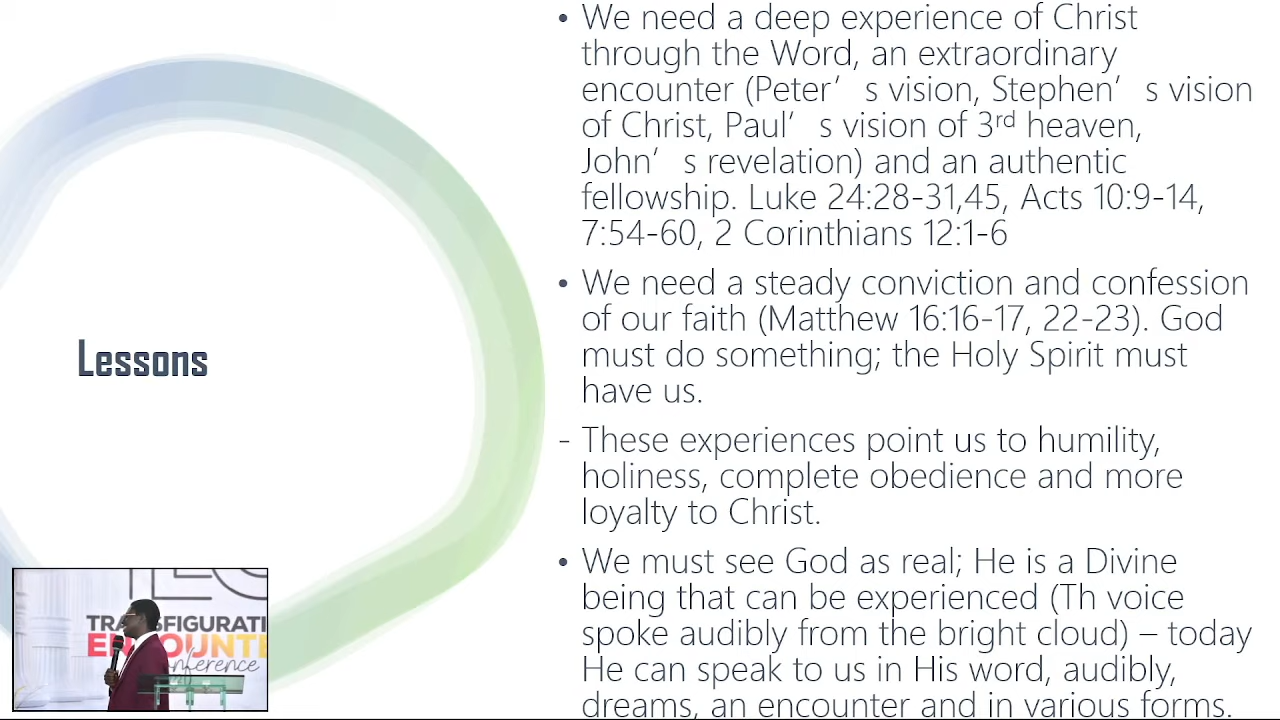 • We need a deep experience of Christ
through the Word, an extraordinary
encounter (Peter’ s vision, Stephen’ s vision
of Christ, Paul’ s vision of 3rd heaven,
John’ s revelation) and an authentic
fellowship. Luke 24:28-31,45, Acts 10:9-14,
7:54-60, 2 Corinthians 12:1-6
• We need a steady conviction and confession
of our faith (Matthew 16:16-17, 22-23). God
must do something; the Holy Spirit must
have us.
- These experiences point us to humility,
holiness, complete obedience and more
loyalty to Christ.
• We must see God as real; He is a Divine
being that can be experienced (Th voice
spoke audibly from the bright cloud) – today
He can speak to us in His word, audibly,
dreams, an encounter and in various forms.
Lessons